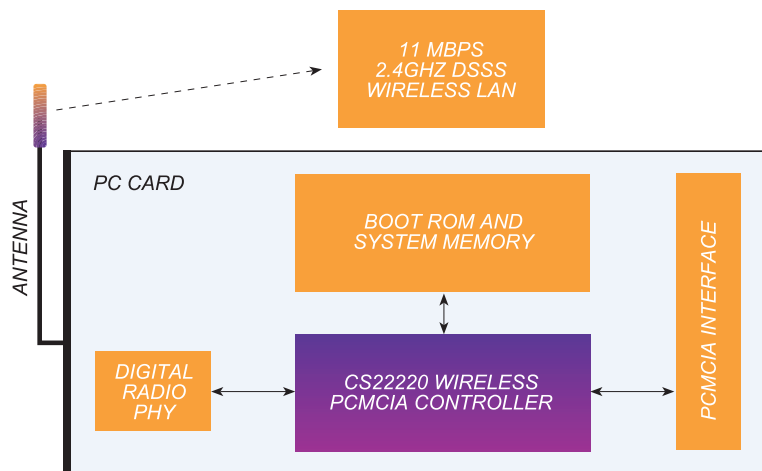 11 MBPS
2.4GHZ DSSS
WIRELESS LAN
ANTENNA
PC CARD
BOOT ROM AND
SYSTEM MEMORY
PCMCIA INTERFACE
DIGITAL
RADIO
PHY
CS22220 WIRELESS
PCMCIA CONTROLLER